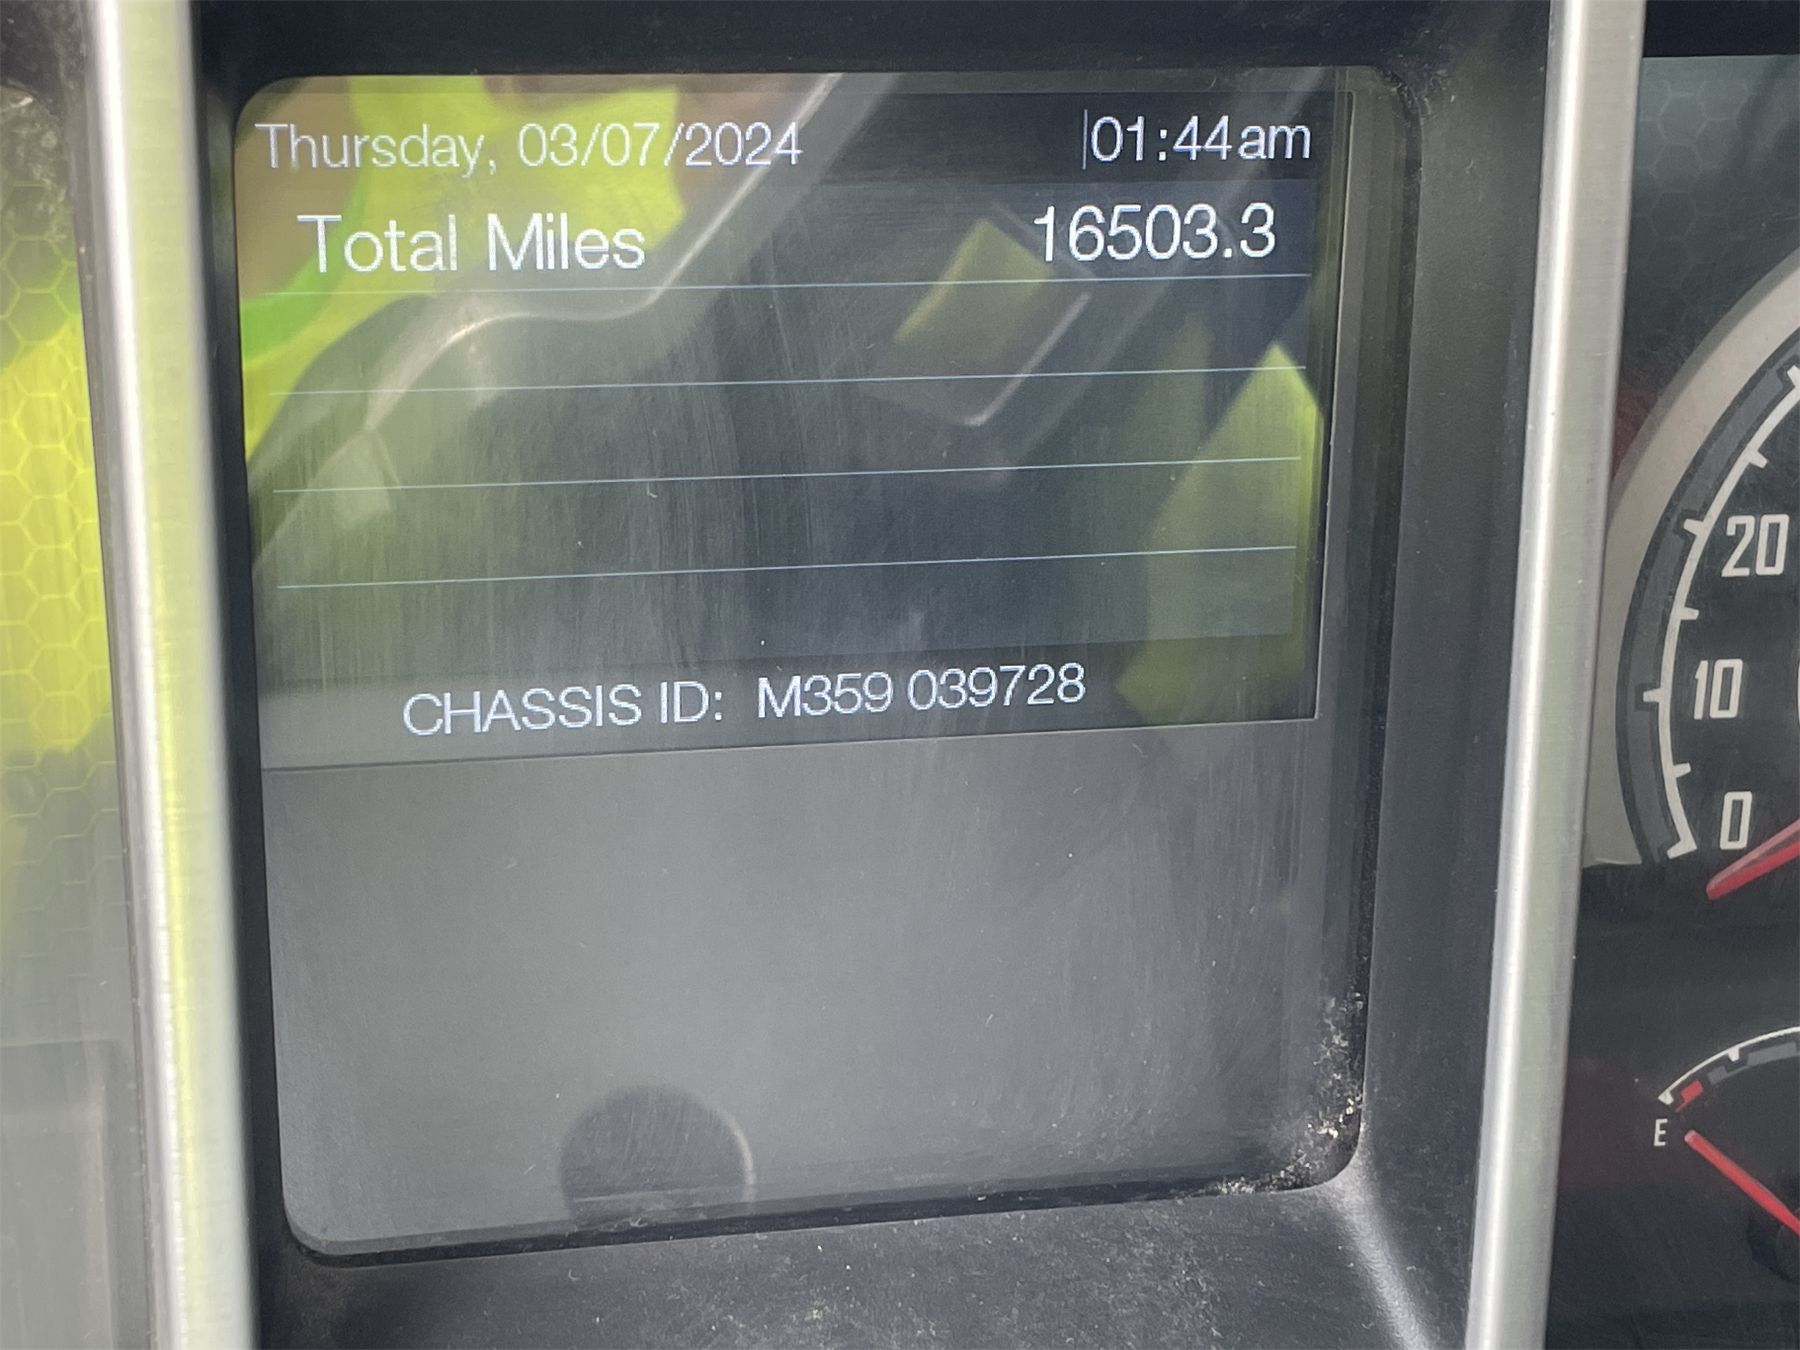 Thursday, 03/07/2024 01:44am
Total Miles 16503.3
CHASSIS ID: M359 039728
20
10
0
E